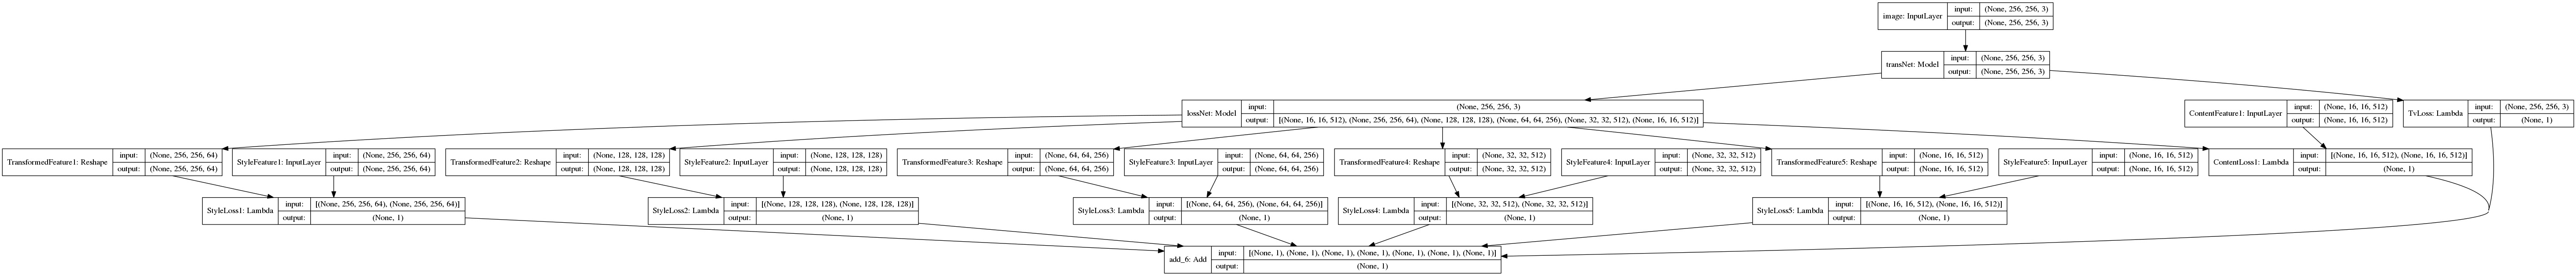 image: InputLayer
input: (None, 256, 256, 3)
output: (None, 256, 256, 3)
transNet: Model
input: (None, 256, 256, 3)
output: (None, 256, 256, 3)
lossNet: Model
input: (None, 256, 256, 3)
output: [(None, 16, 16, 512), (None, 256, 256, 64), (None, 128, 128, 128), (None, 64, 64, 256), (None, 32, 32, 512), (None, 16, 16, 512)]
ContentFeature1: InputLayer
input: (None, 16, 16, 512)
output: (None, 16, 16, 512)
TvLoss: Lambda
input: (None, 256, 256, 3)
output: (None, 1)
TransformedFeature1: Reshape
input: (None, 256, 256, 64)
output: (None, 256, 256, 64)
StyleFeature1: InputLayer
input: (None, 256, 256, 64)
output: (None, 256, 256, 64)
TransformedFeature2: Reshape
input: (None, 128, 128, 128)
output: (None, 128, 128, 128)
StyleFeature2: InputLayer
input: (None, 128, 128, 128)
output: (None, 128, 128, 128)
TransformedFeature3: Reshape
input: (None, 64, 64, 256)
output: (None, 64, 64, 256)
StyleFeature3: InputLayer
input: (None, 64, 64, 256)
output: (None, 64, 64, 256)
TransformedFeature4: Reshape
input: (None, 32, 32, 512)
output: (None, 32, 32, 512)
StyleFeature4: InputLayer
input: (None, 32, 32, 512)
output: (None, 32, 32, 512)
TransformedFeature5: Reshape
input: (None, 16, 16, 512)
output: (None, 16, 16, 512)
StyleFeature5: InputLayer
input: (None, 16, 16, 512)
output: (None, 16, 16, 512)
ContentLoss1: Lambda
input: [(None, 16, 16, 512), (None, 16, 16, 512)]
output: (None, 1)
StyleLoss1: Lambda
input: [(None, 256, 256, 64), (None, 256, 256, 64)]
output: (None, 1)
StyleLoss2: Lambda
input: [(None, 128, 128, 128), (None, 128, 128, 128)]
output: (None, 1)
StyleLoss3: Lambda
input: [(None, 64, 64, 256), (None, 64, 64, 256)]
output: (None, 1)
StyleLoss4: Lambda
input: [(None, 32, 32, 512), (None, 32, 32, 512)]
output: (None, 1)
StyleLoss5: Lambda
input: [(None, 16, 16, 512), (None, 16, 16, 512)]
output: (None, 1)
add_6: Add
input: [(None, 1), (None, 1), (None, 1), (None, 1), (None, 1), (None, 1), (None, 1)]
output: (None, 1)